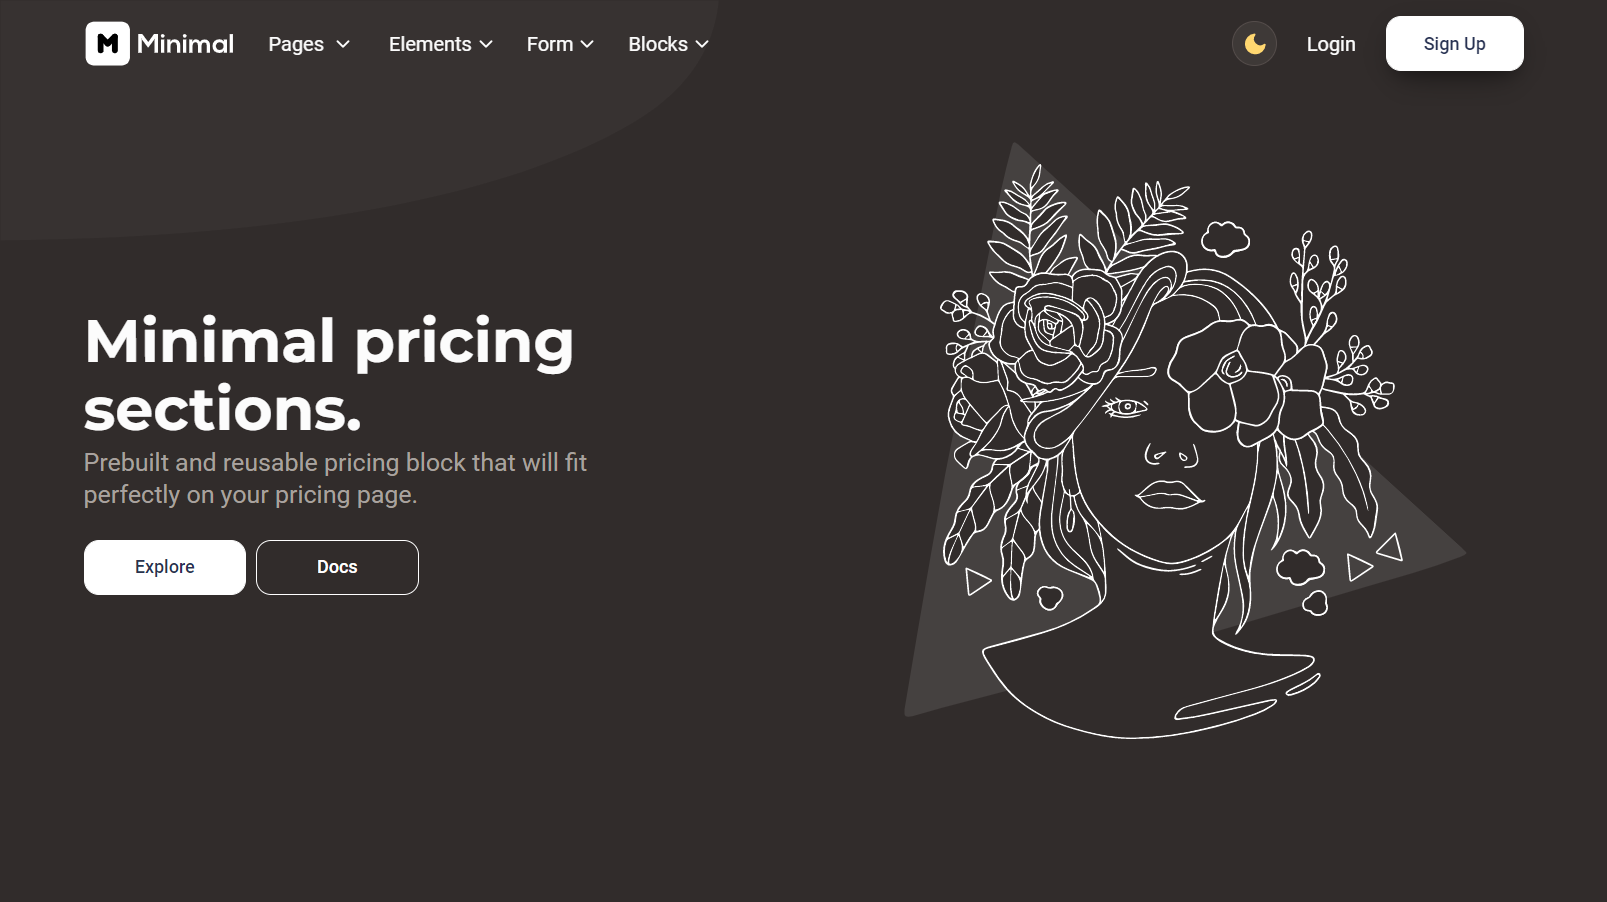 M Minimal Pages Elements Form Blocks Login Sign Up
Minimal pricing
sections.
Prebuilt and reusable pricing block that will fit
perfectly on your pricing page.
Explore Docs